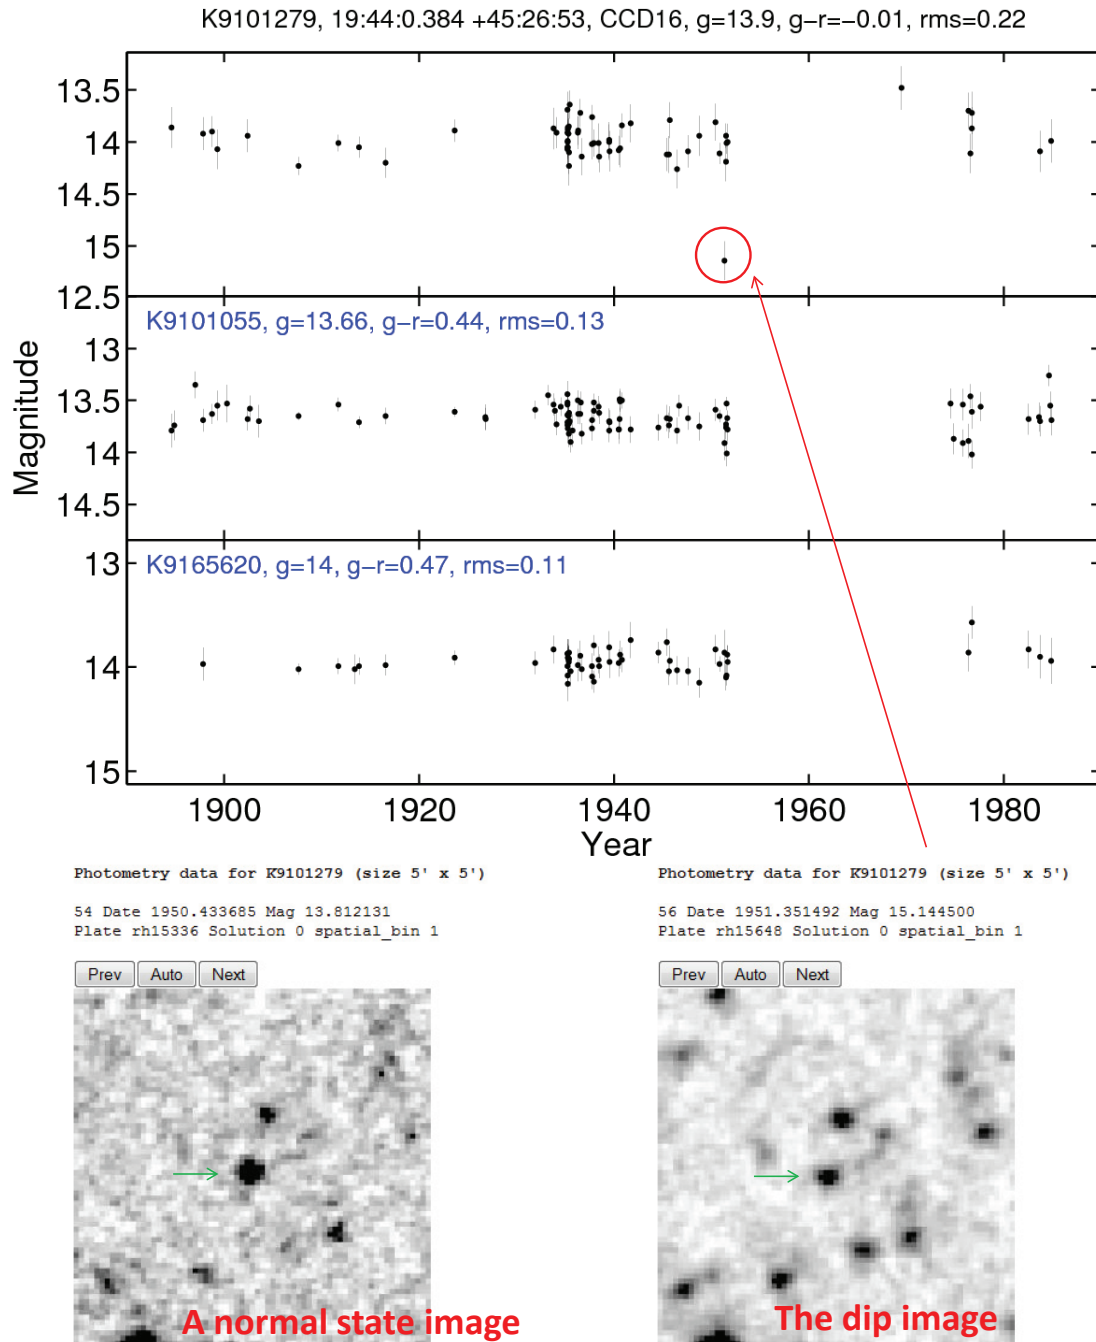 K9101279, 19:44:0.384 +45:26:53, CCD16, g=13.9, g−r=−0.01, rms=0.22
13.5
14
14.5
15
12.5
K9101055, g=13.66, g−r=0.44, rms=0.13
13
13.5
14
14.5
Magnitude
K9165620, g=14, g−r=0.47, rms=0.11
13
14
15
1900 1920 1940 1960 1980
Year
Photometry data for K9101279 (size 5' x 5')
54 Date 1950.433685 Mag 13.812131
Plate rh15336 Solution 0 spatial_bin 1
Prev Auto Next
A normal state image
Photometry data for K9101279 (size 5' x 5')
56 Date 1951.351492 Mag 15.144500
Plate rh15648 Solution 0 spatial_bin 1
Prev Auto Next
The dip image